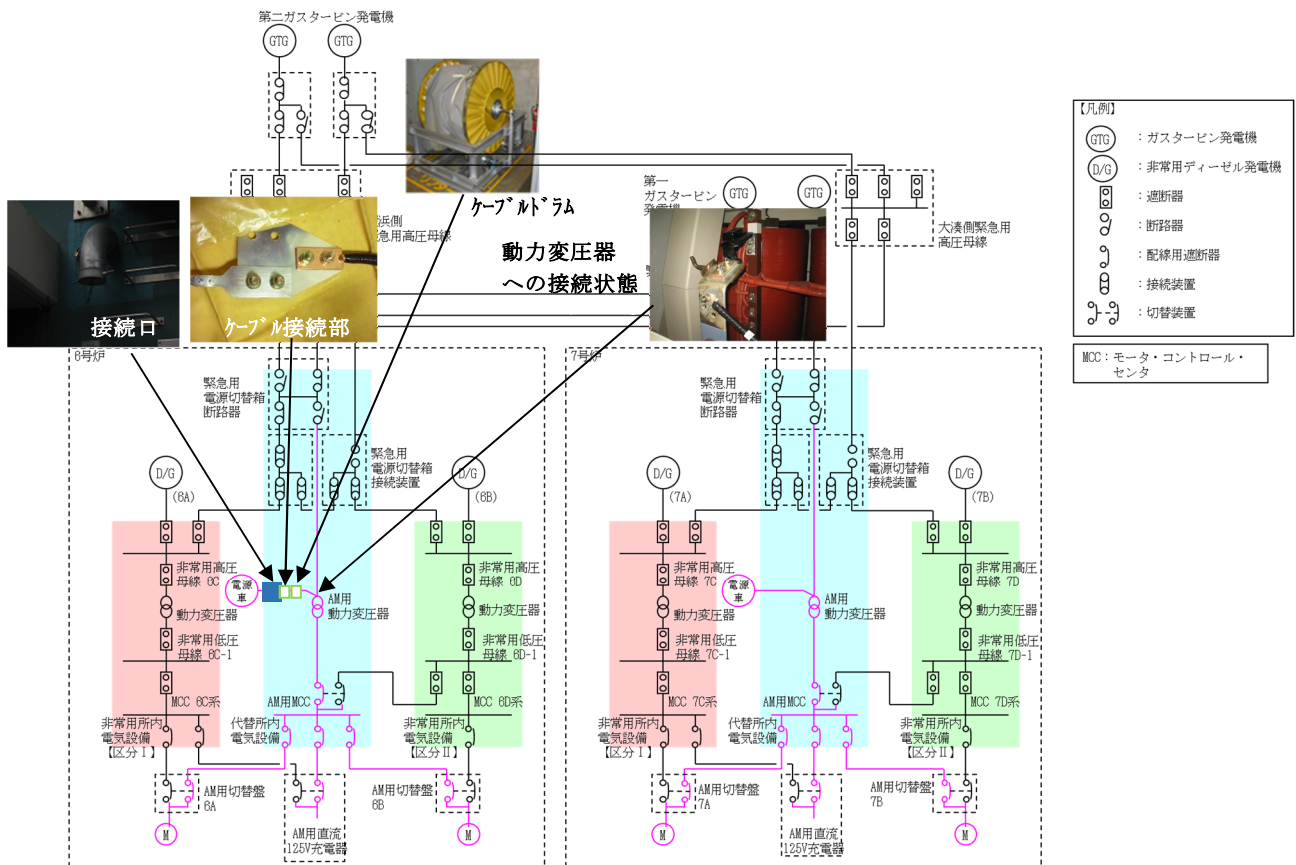 第二ガスタービン発電機
GTG
GTG
ケーブルドラム
動力変圧器
への接続状態
接続口
ケーブル接続部
浜側
急用高圧母線
第一
ガスタービン
GTG
GTG
大湊側緊急用
高圧母線
【凡例】
GTG
：ガスタービン発電機
D/G
：非常用ディーゼル発電機
：遮断器
：断路器
：配線用遮断器
：接続装置
：切替装置
MCC：モータ・コントロール・
センタ
6号炉
緊急用
電源切替箱
断路器
緊急用
電源切替箱
接続装置
D/G
(6A)
D/G
(6B)
非常用高圧
母線 6C
電源
車
AM用
動力変圧器
非常用高圧
母線 6D
動力変圧器
動力変圧器
非常用低圧
母線 6C-1
非常用低圧
母線 6D-1
MCC 6C系
AM用MCC
MCC 6D系
非常用所内
電気設備
【区分Ⅰ】
代替所内
電気設備
非常用所内
電気設備
【区分Ⅱ】
AM用切替盤
6A
AM用切替盤
6B
M
AM用直流
125V充電器
M
7号炉
緊急用
電源切替箱
断路器
緊急用
電源切替箱
接続装置
D/G
(7A)
D/G
(7B)
非常用高圧
母線 7C
電源
車
AM用
動力変圧器
非常用高圧
母線 7D
動力変圧器
動力変圧器
非常用低圧
母線 7C-1
非常用低圧
母線 7D-1
MCC 7C系
AM用MCC
MCC 7D系
非常用所内
電気設備
【区分Ⅰ】
代替所内
電気設備
非常用所内
電気設備
【区分Ⅱ】
AM用切替盤
7A
AM用切替盤
7B
M
AM用直流
125V充電器
M